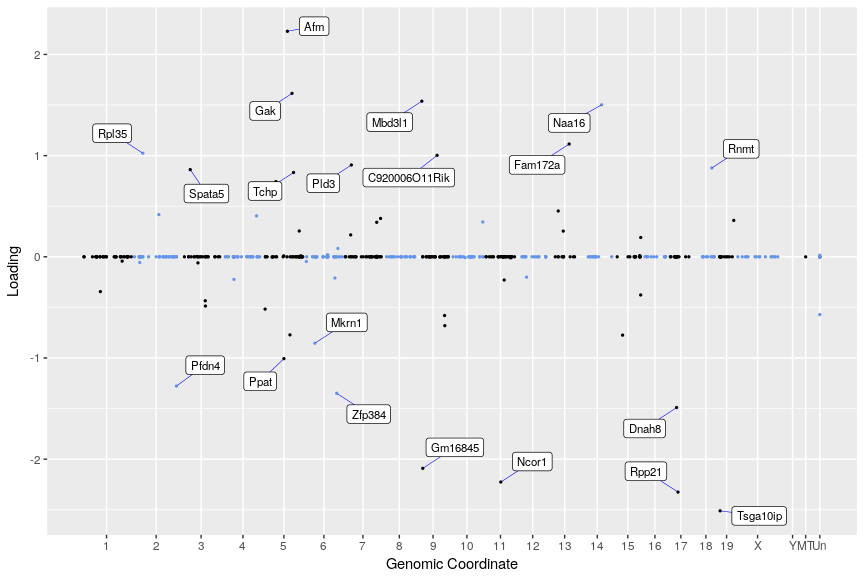 Afm
Gak
Mbd3l1
Naa16
Rpl35
Rnmt
Fam172a
C920006O11Rik
Pld3
Tchp
Spata5
Mkrn1
Pfdn4
Ppat
Zfp384
Dnah8
Gm16845
Ncor1
Rpp21
Tsga10ip
2
1
0
-1
-2
Loading
1 2 3 4 5 6 7 8 9 10 11 12 13 14 15 16 17 18 19 X Y MT Un
Genomic Coordinate